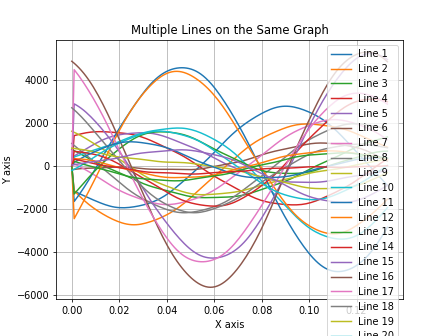 Multiple Lines on the Same Graph
Y axis
4000
2000
0
−2000
−4000
−6000
0.00
0.02
0.04
0.06
0.08
0.10
X axis
Line 1
Line 2
Line 3
Line 4
Line 5
Line 6
Line 7
Line 8
Line 9
Line 10
Line 11
Line 12
Line 13
Line 14
Line 15
Line 16
Line 17
Line 18
Line 19
Line 20